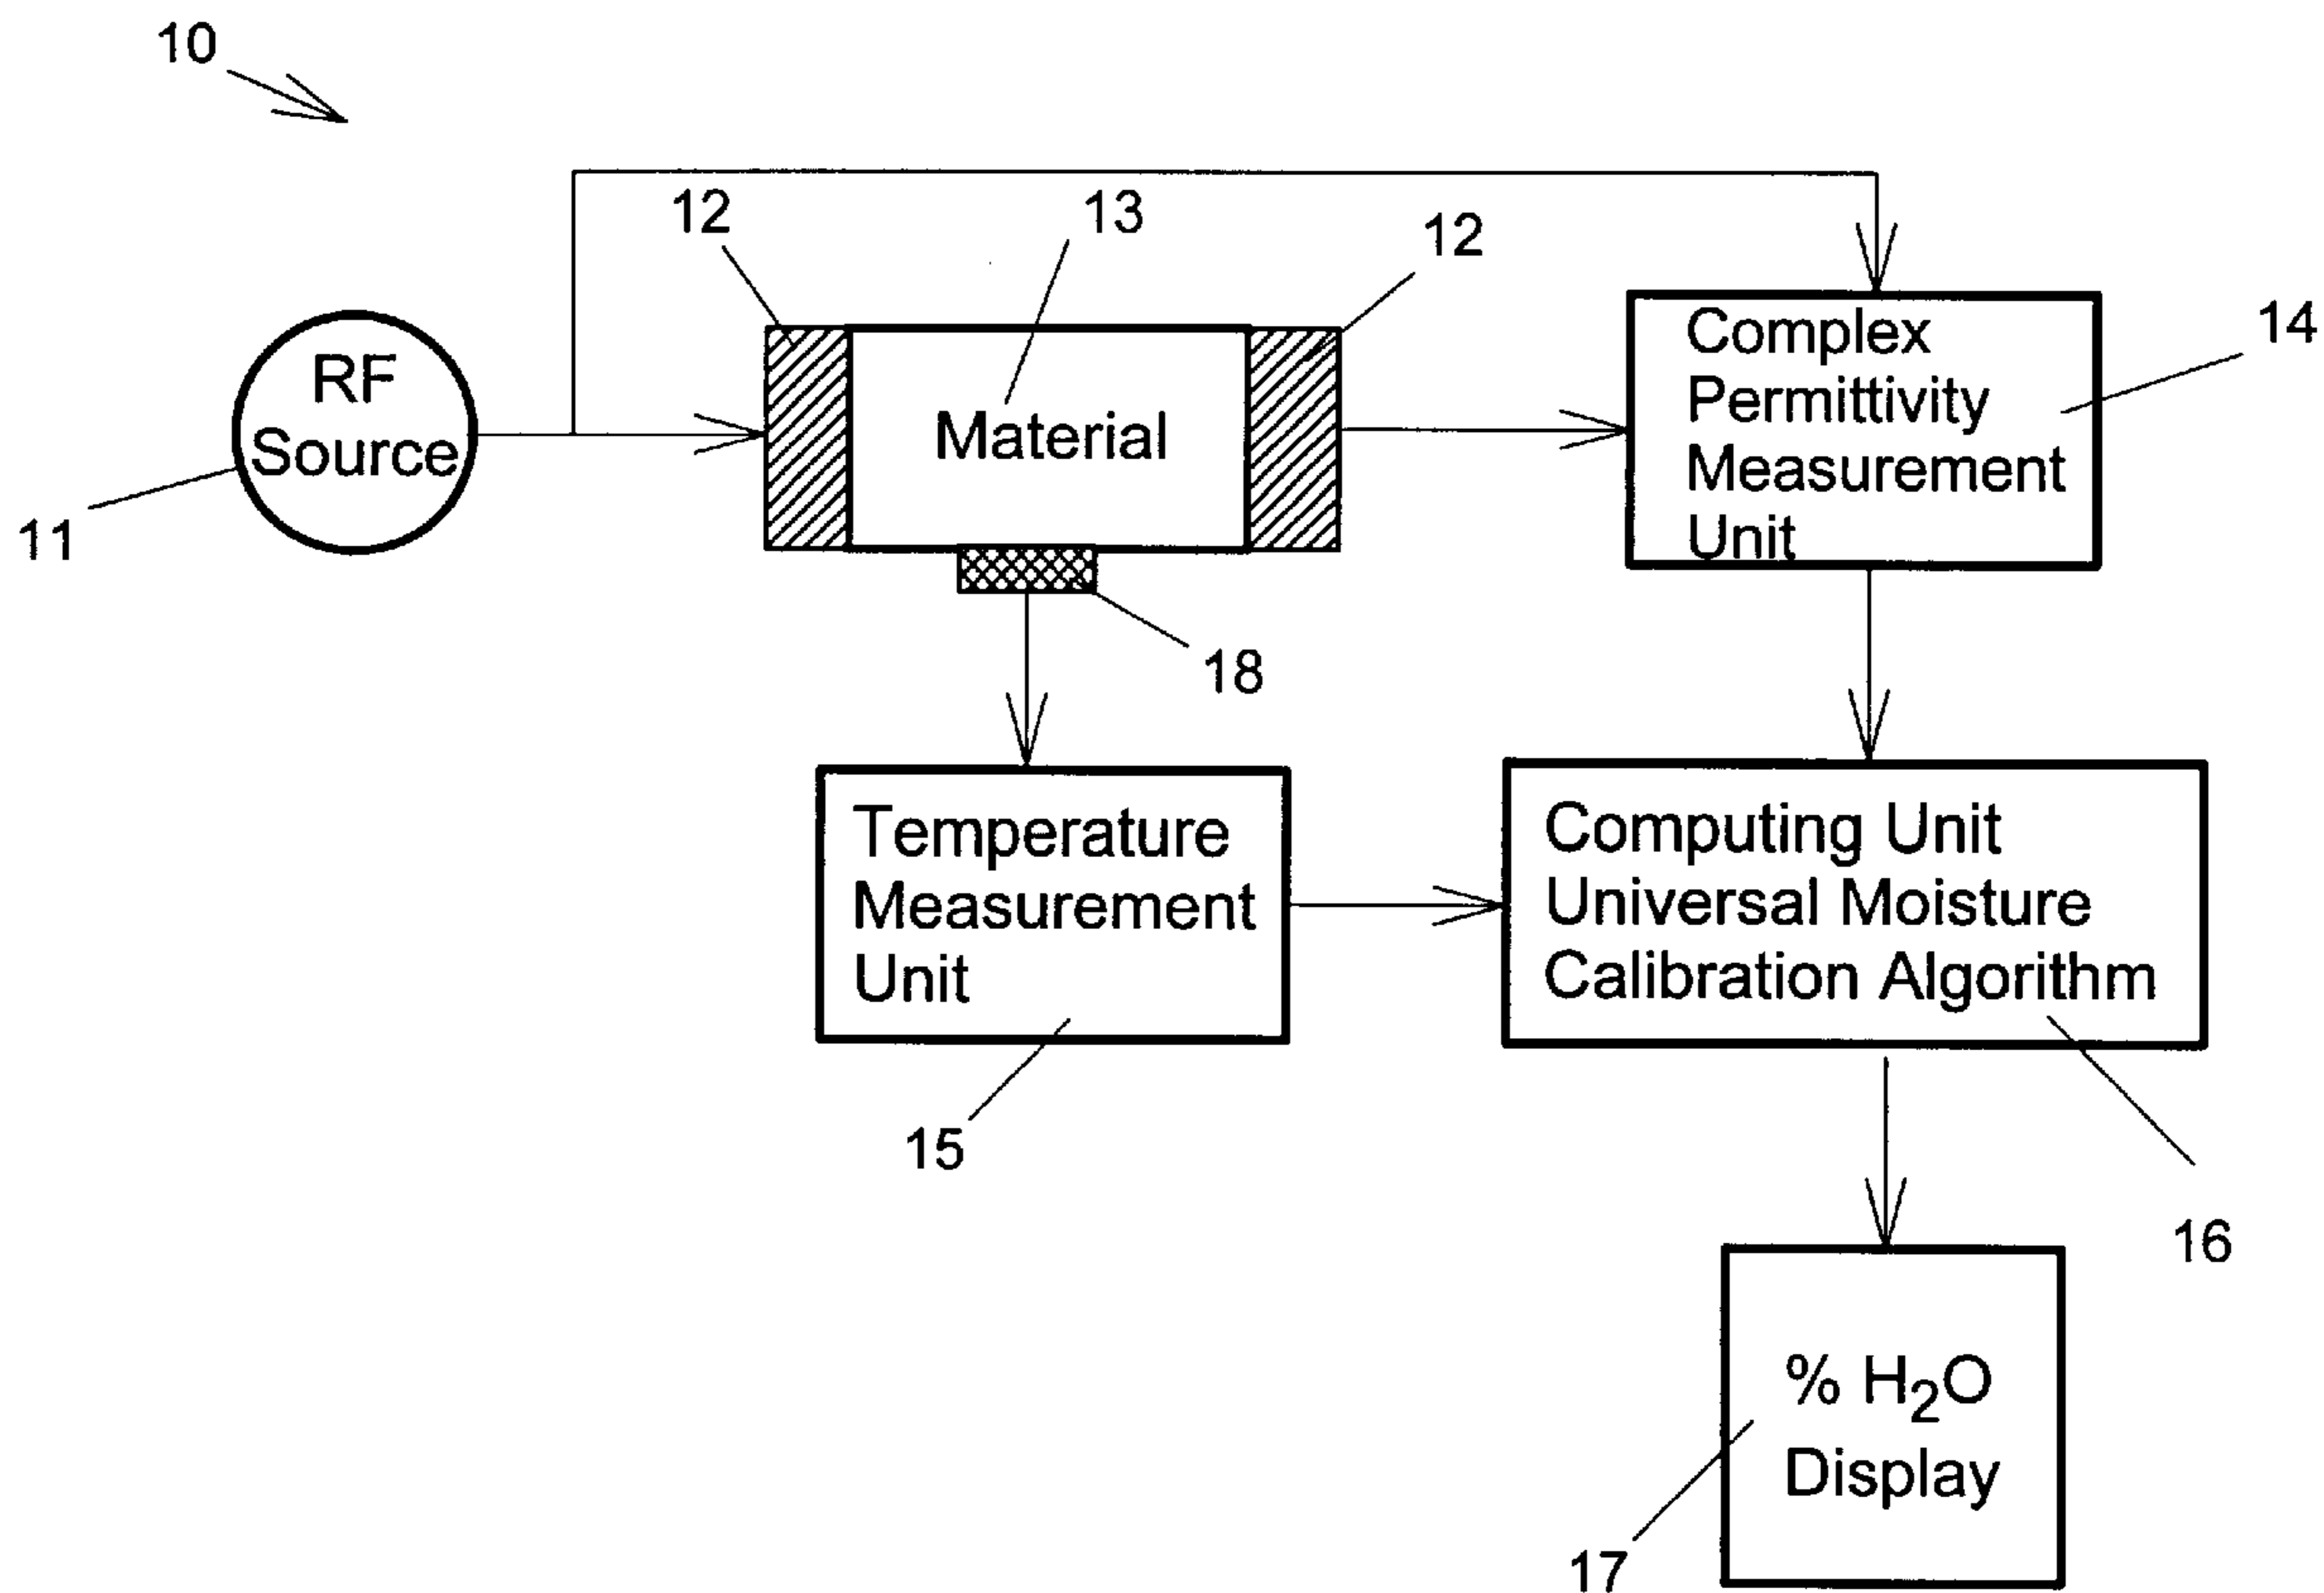 10
12
13
12
RF
Source
11
Material
Complex
Permittivity
Measurement
Unit
14
18
Temperature
Measurement
Unit
15
Computing Unit
Universal Moisture
Calibration Algorithm
16
% H₂O
Display
17